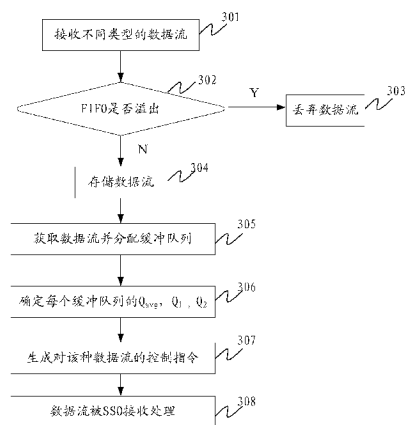 接收不同类型的数据流
301
302
FIFO是否溢出
Y
303
丢弃数据流
N
304
存储数据流
305
获取数据流并分配缓冲队列
306
确定每个缓冲队列的Qavg, Q1, Q2
307
生成对该种数据流的控制指令
数据流被SSO接收处理
308